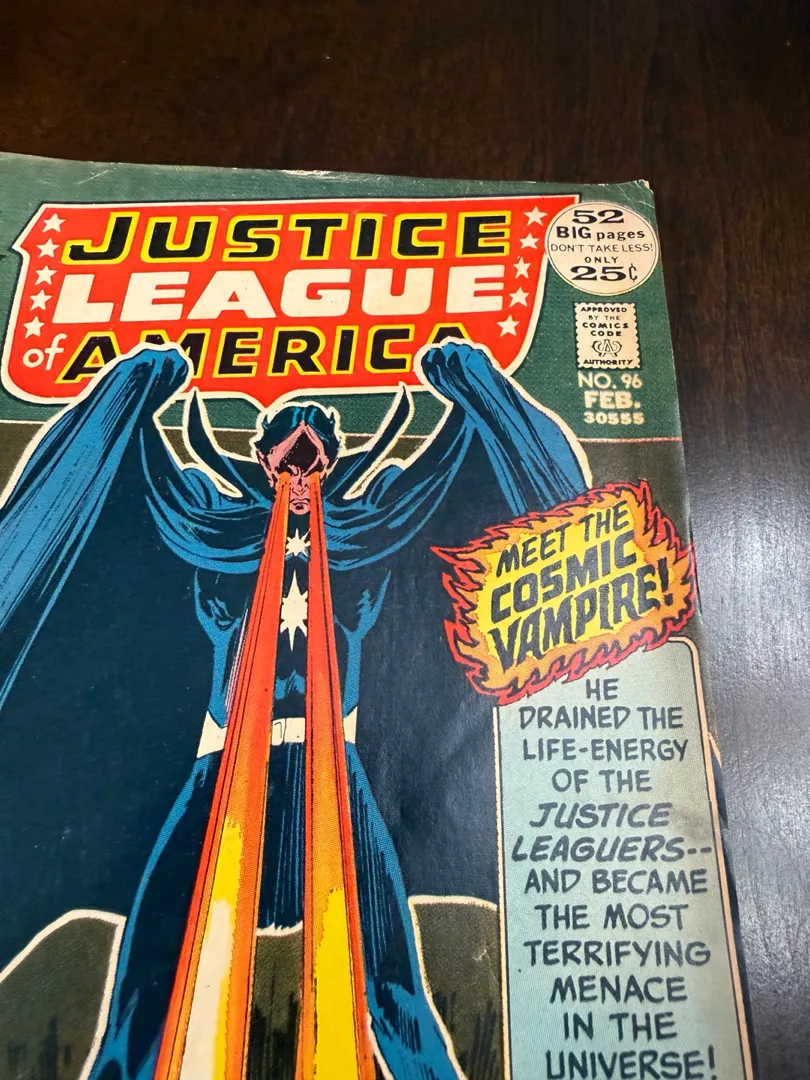 JUSTICE
LEAGUE
of AMERICA
52
BIG pages
DON'T TAKE LESS!
ONLY
25¢
APPROVED
BY THE
COMICS
CODE
CA
AUTHORITY
NO. 96
FEB.
30555
MEET THE
COSMIC
VAMPIRE!
HE
DRAINED THE
LIFE-ENERGY
OF THE
JUSTICE
LEAGUERS--
AND BECAME
THE MOST
TERRIFYING
MENACE
IN THE
UNIVERSE!